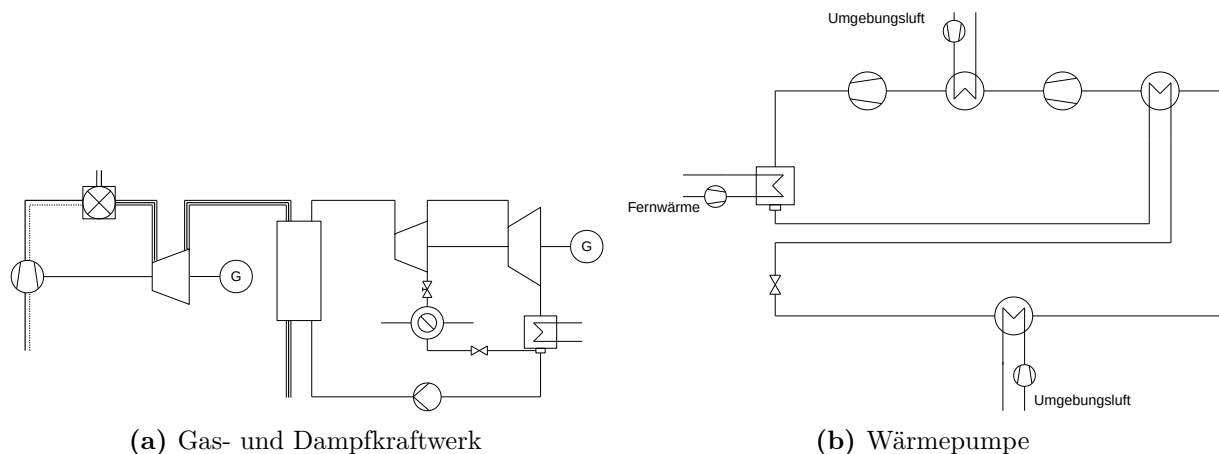 Umgebungsluft
Fernwärme
G
G
Umgebungsluft
(a) Gas- und Dampfkraftwerk
(b) Wärmepumpe